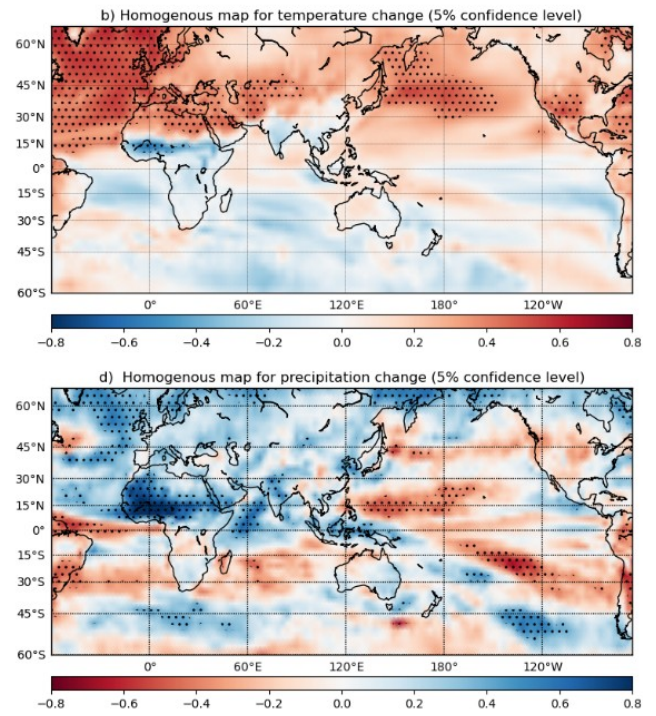 b) Homogenous map for temperature change (5% confidence level)
60°N
45°N
30°N
15°N
0°
15°S
30°S
45°S
60°S
0° 60°E 120°E 180° 120°W
−0.8 −0.6 −0.4 −0.2 0.0 0.2 0.4 0.6 0.8
d) Homogenous map for precipitation change (5% confidence level)
60°N
45°N
30°N
15°N
0°
15°S
30°S
45°S
60°S
0° 60°E 120°E 180° 120°W
−0.8 −0.6 −0.4 −0.2 0.0 0.2 0.4 0.6 0.8